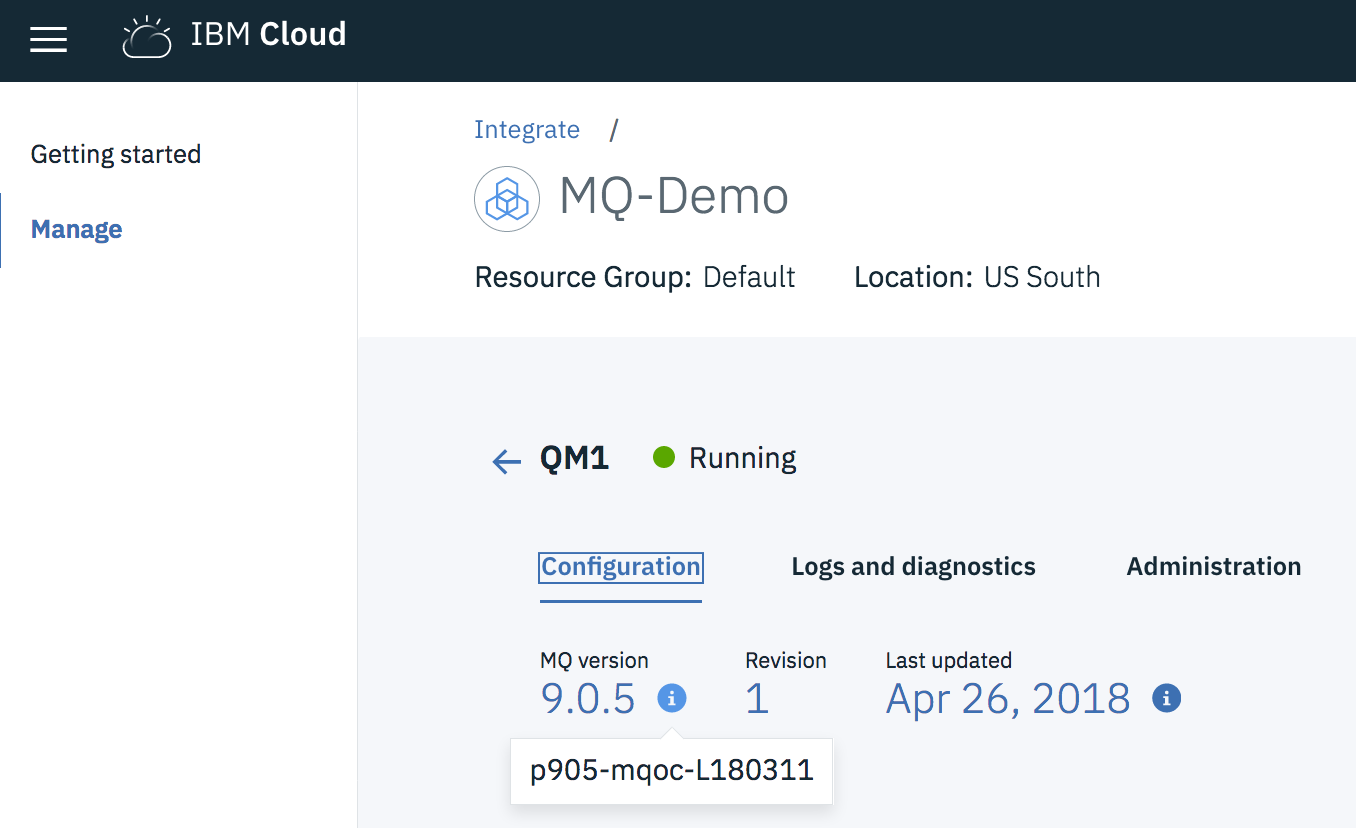 IBM Cloud
Getting started
Manage
Integrate /
MQ-Demo
Resource Group: Default Location: US South
QM1 Running
Configuration Logs and diagnostics Administration
MQ version Revision Last updated
9.0.5 i 1 Apr 26, 2018 i
p905-mqoc-L180311